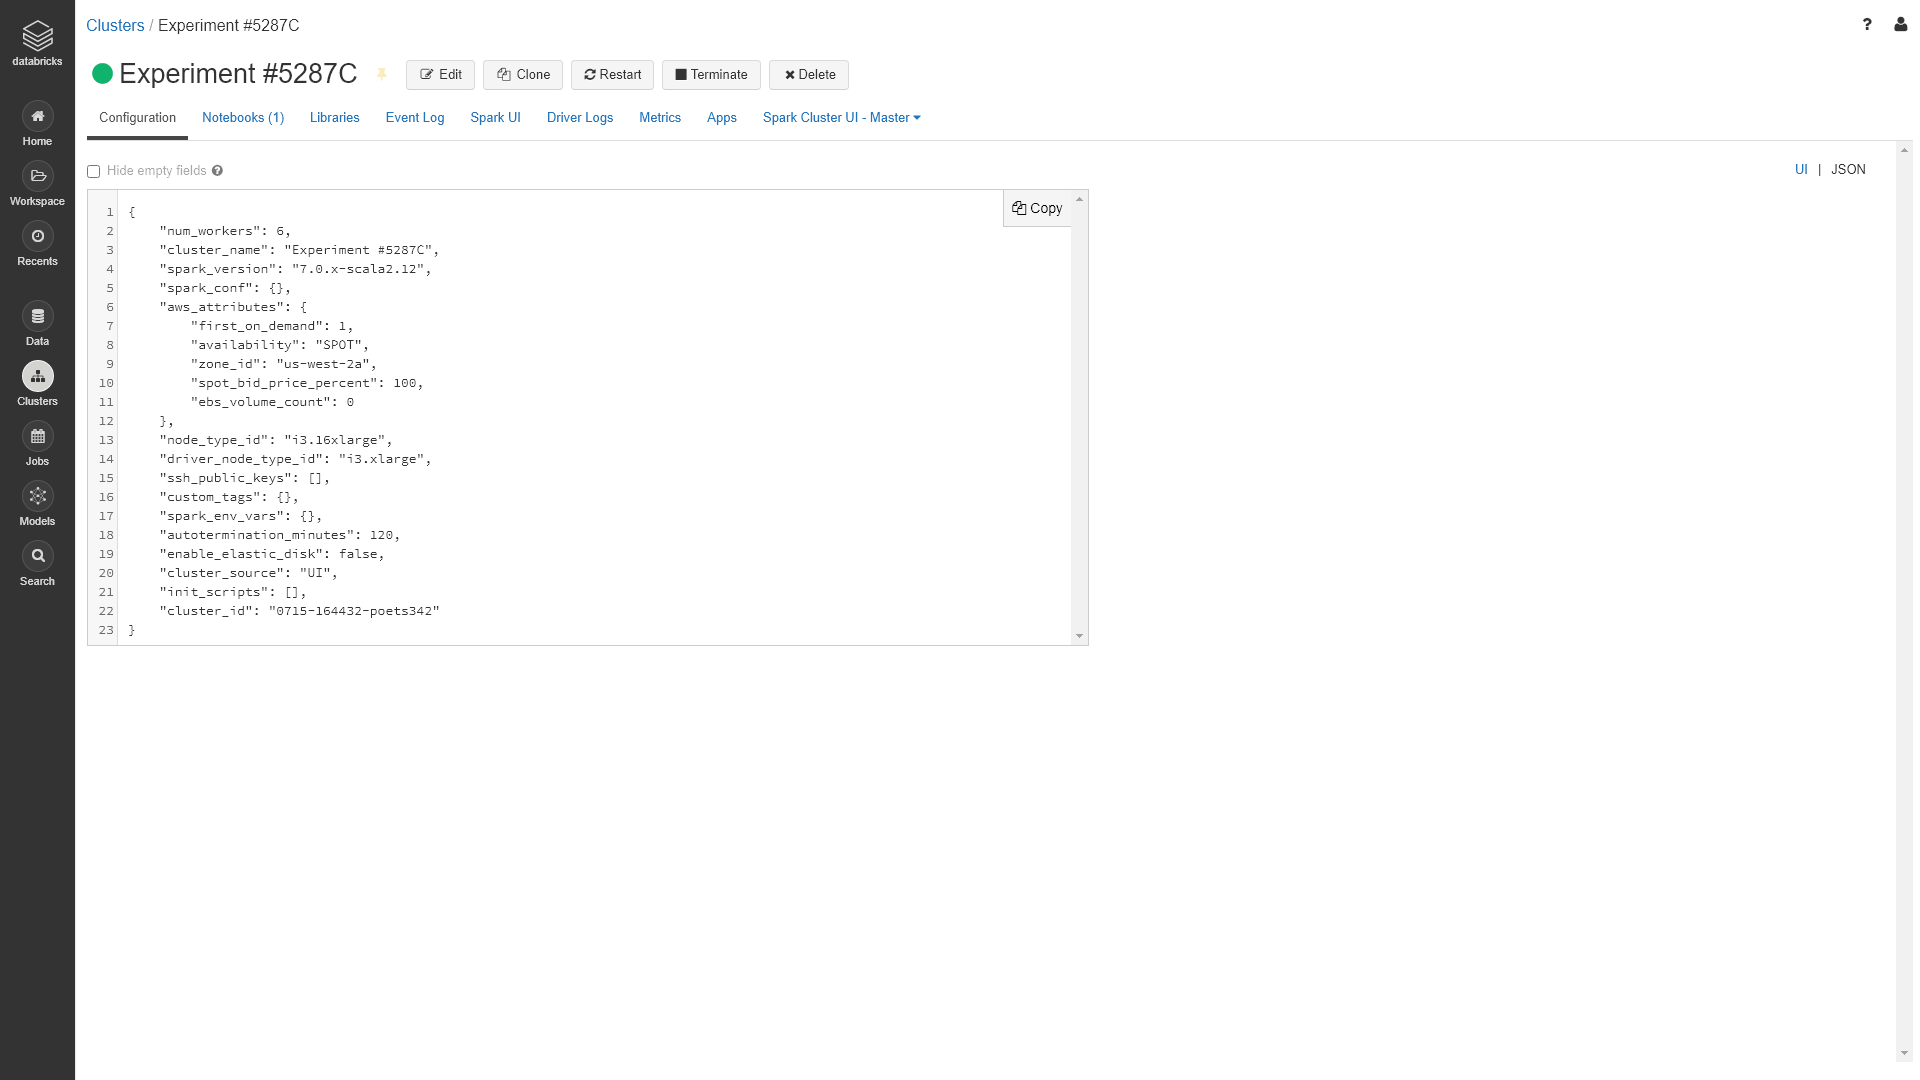 databricks
Home
Workspace
Recents
Data
Clusters
Jobs
Models
Search
Clusters / Experiment #5287C
?
Experiment #5287C
Edit
Clone
Restart
Terminate
Delete
Configuration
Notebooks (1)
Libraries
Event Log
Spark UI
Driver Logs
Metrics
Apps
Spark Cluster UI - Master
Hide empty fields
UI | JSON
Copy
1 {
2 "num_workers": 6,
3 "cluster_name": "Experiment #5287C",
4 "spark_version": "7.0.x-scala2.12",
5 "spark_conf": {},
6 "aws_attributes": {
7 "first_on_demand": 1,
8 "availability": "SPOT",
9 "zone_id": "us-west-2a",
10 "spot_bid_price_percent": 100,
11 "ebs_volume_count": 0
12 },
13 "node_type_id": "i3.16xlarge",
14 "driver_node_type_id": "i3.xlarge",
15 "ssh_public_keys": [],
16 "custom_tags": {},
17 "spark_env_vars": {},
18 "autotermination_minutes": 120,
19 "enable_elastic_disk": false,
20 "cluster_source": "UI",
21 "init_scripts": [],
22 "cluster_id": "0715-164432-poets342"
23 }